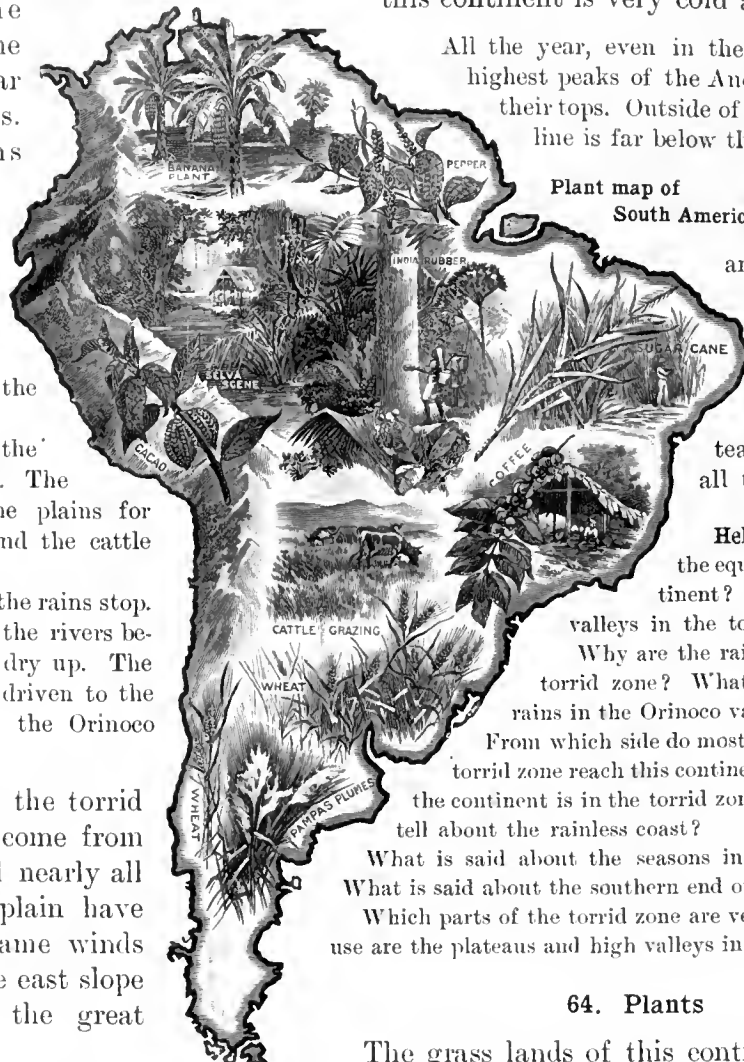 the
the
. The
plains for
nd the cattle
the rains stop.
the rivers be-
dry up. The
driven to the
the Orinoco
the torrid
come from
nearly all
plain have
ame winds
east slope
the great
BANANA
PLANT
PEPPER
INDIA RUBBER
SUGAR CANE
SELVA
SCENE
CACAO
COFFEE
CATTLE GRAZING
WHEAT
WHEAT
PAMPAS PLUMES
this continent is very cold a
All the year, even in the
highest peaks of the And
their tops. Outside of
line is far below th
Plant map of
South Americ
ar
tea
all
Hel
the equ
tinent?
valleys in the to
Why are the rai
torrid zone? What
rains in the Orinoco va
From which side do most
torrid zone reach this contine
the continent is in the torrid zon
tell about the rainless coast?
What is said about the seasons in
What is said about the southern end o
Which parts of the torrid zone are ve
use are the plateaus and high valleys in
64. Plants
The grass lands of this conti